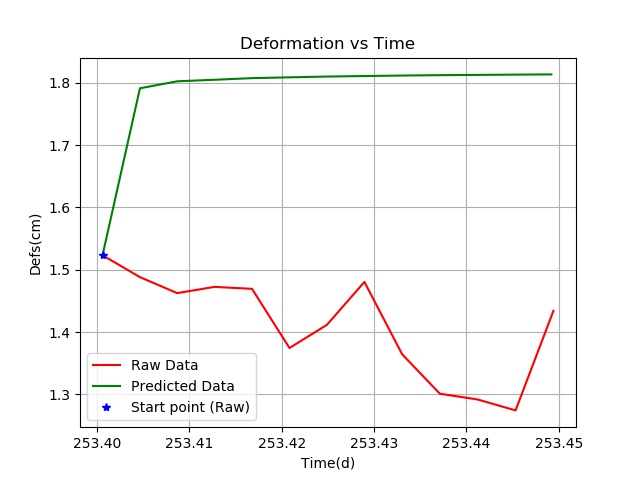 Deformation vs Time
Defs(cm)
1.8
1.7
1.6
1.5
1.4
1.3
Raw Data
Predicted Data
Start point (Raw)
253.40 253.41 253.42 253.43 253.44 253.45
Time(d)